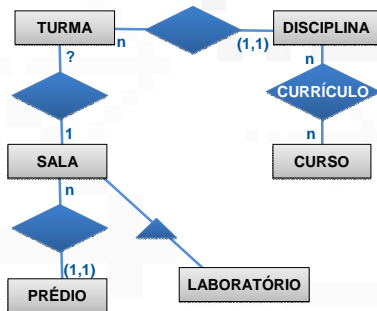 TURMA
n
(1,1)
DISCIPLINA
?
n
CURRÍCULO
1
n
SALA
CURSO
n
(1,1)
LABORATÓRIO
PRÉDIO